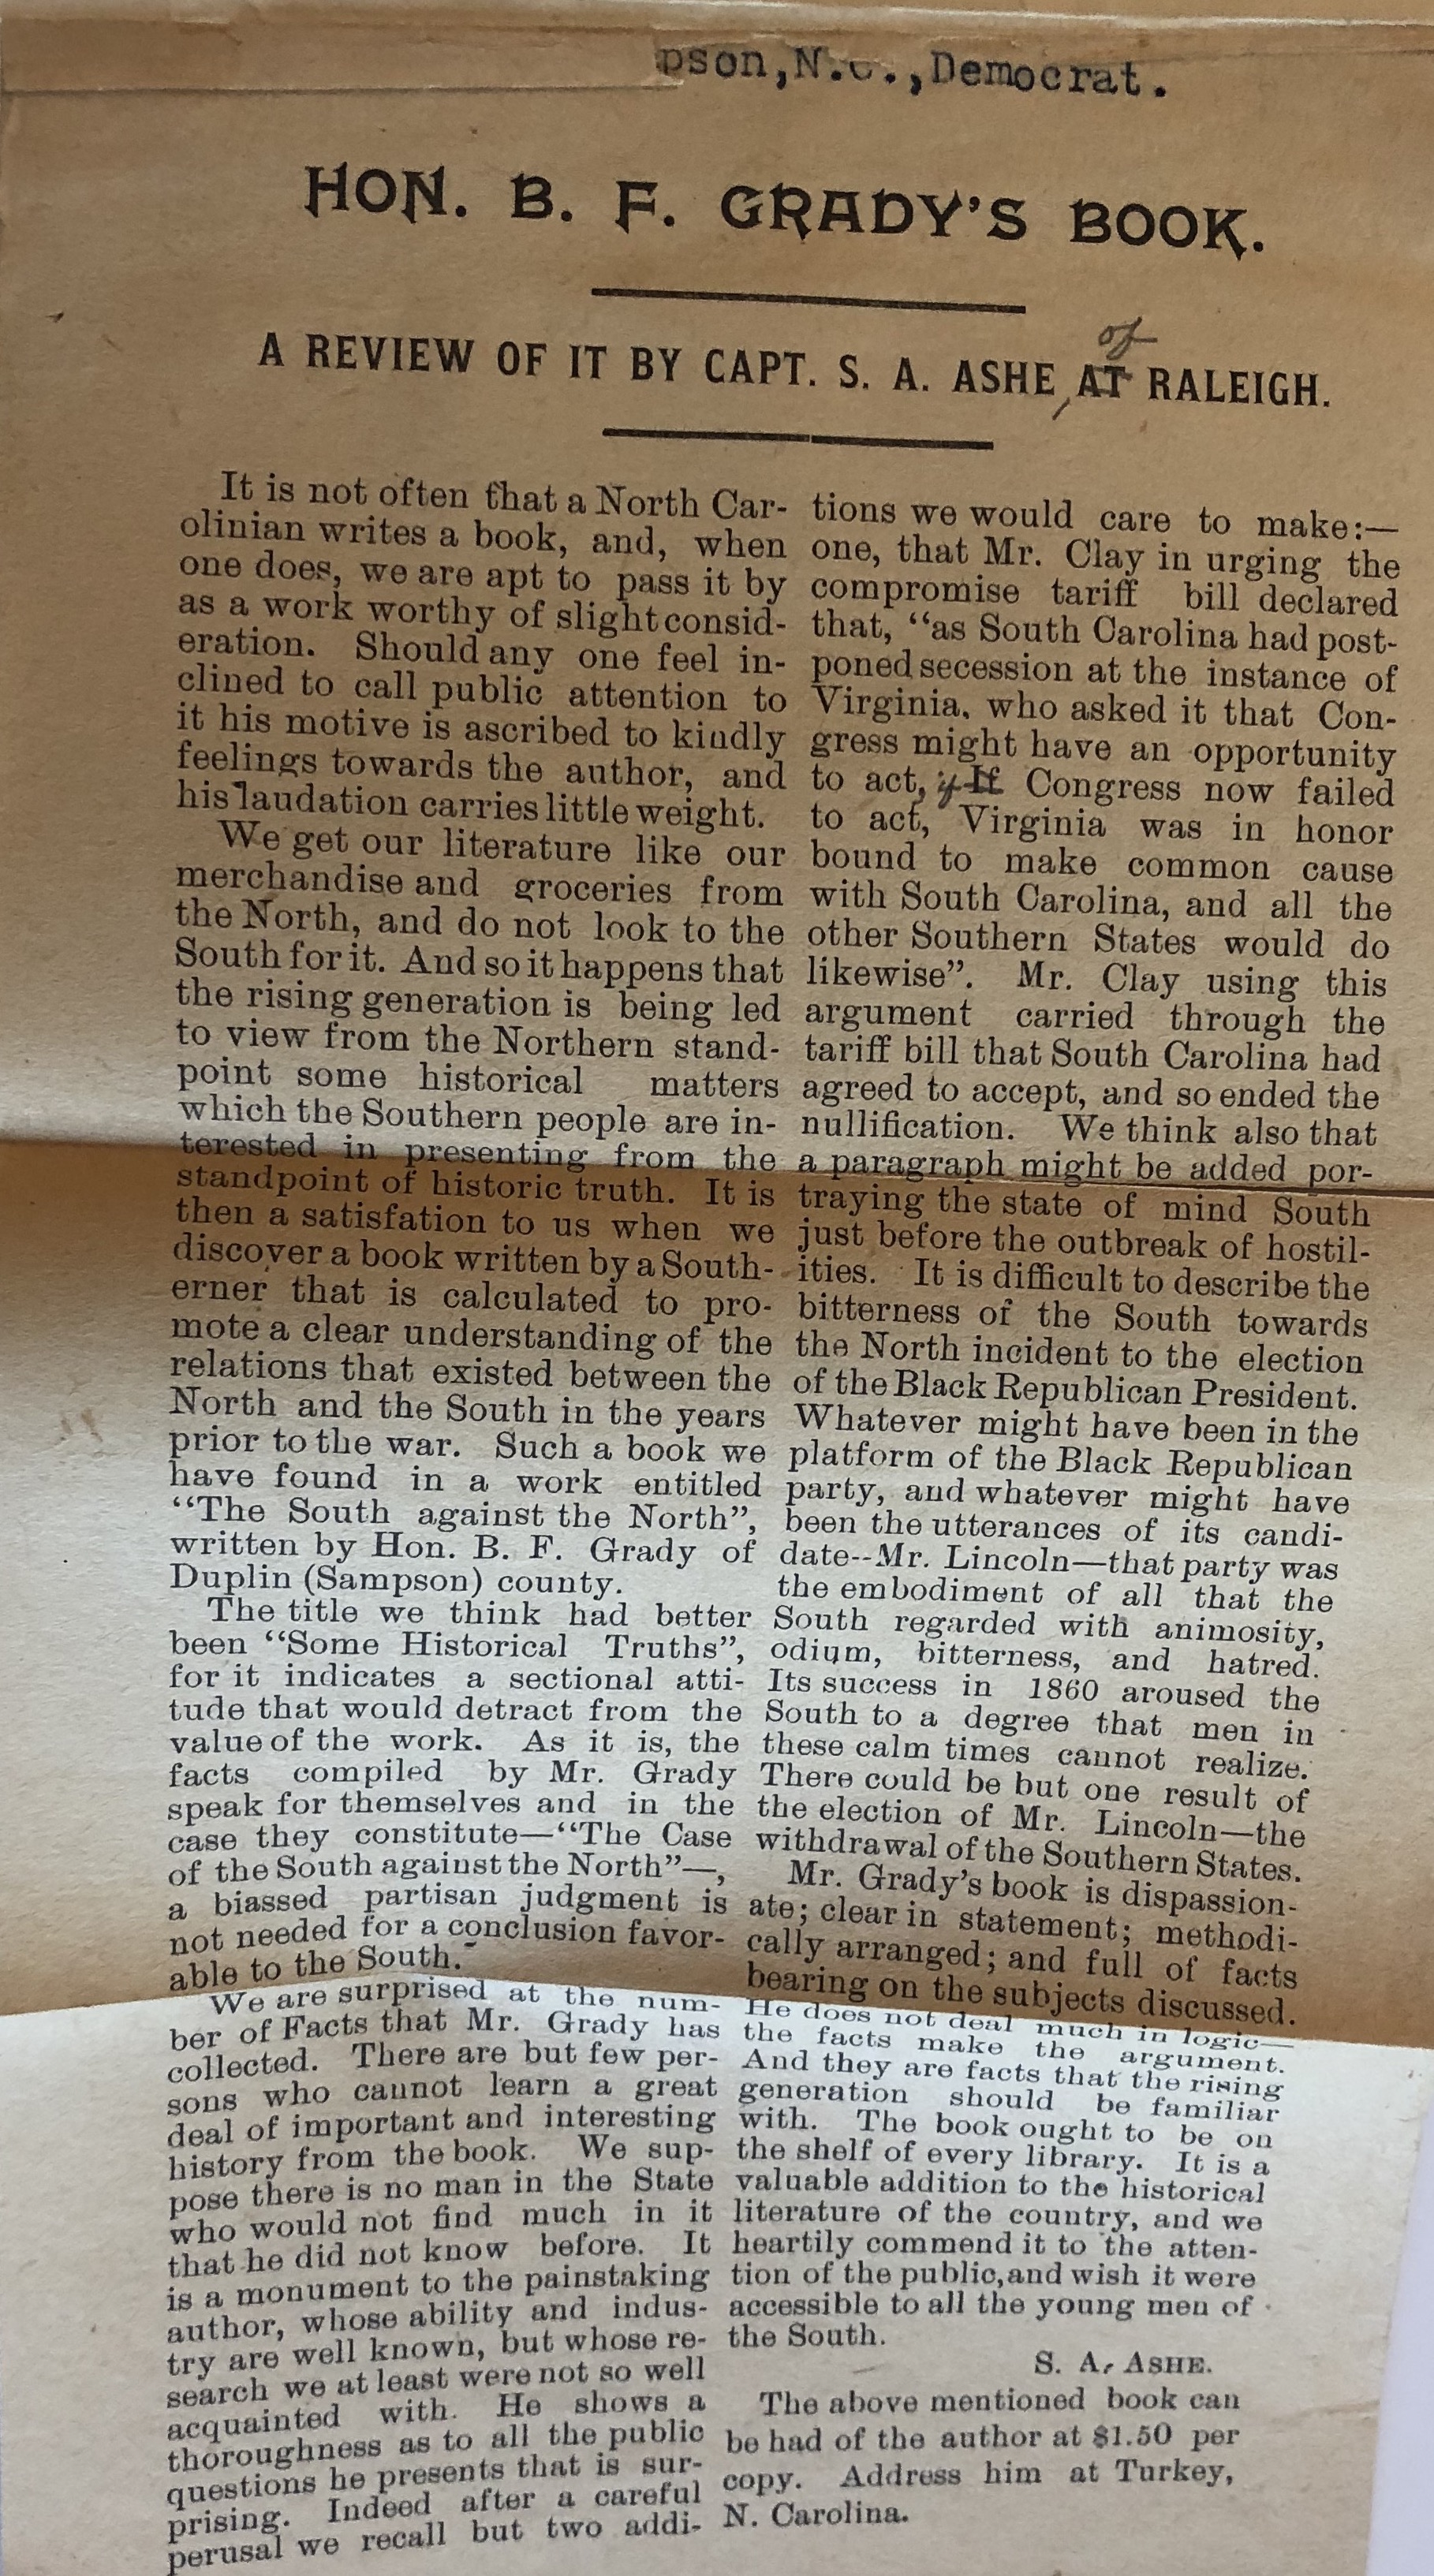 pson,N.C.,Democrat.
HON. B. F. GRADY'S BOOK.
of
A REVIEW OF IT BY CAPT. S. A. ASHE, AT RALEIGH.
It is not often that a North Car-
olinian writes a book, and, when
one does, we are apt to pass it by
as a work worthy of slight consid-
eration. Should any one feel in-
clined to call public attention to
it his motive is ascribed to kindly
feelings towards the author, and
his laudation carries little weight.
We get our literature like our
merchandise and groceries from
the North, and do not look to the
South for it. And so it happens that
the rising generation is being led
to view from the Northern stand-
point some historical matters
which the Southern people are in-
terested in presenting from the
standpoint of historic truth. It is
then a satisfation to us when we
discover a book written by a South-
erner that is calculated to pro-
mote a clear understanding of the
relations that existed between the
North and the South in the years
prior to the war. Such a book we
have found in a work entitled
"The South against the North",
written by Hon. B. F. Grady of
Duplin (Sampson) county.
The title we think had better
been "Some Historical Truths",
for it indicates a sectional atti-
tude that would detract from the
value of the work. As it is, the
facts compiled by Mr. Grady
speak for themselves and in the
case they constitute—"The Case
of the South against the North"—,
a biassed partisan judgment is
not needed for a conclusion favor-
able to the South.
We are surprised at the num-
ber of Facts that Mr. Grady has
collected. There are but few per-
sons who cannot learn a great
deal of important and interesting
history from the book. We sup-
pose there is no man in the State
who would not find much in it
that he did not know before. It
is a monument to the painstaking
author, whose ability and indus-
try are well known, but whose re-
search we at least were not so well
acquainted with. He shows a
thoroughness as to all the public
questions he presents that is sur-
prising. Indeed after a careful
perusal we recall but two addi-
tions we would care to make:—
one, that Mr. Clay in urging the
compromise tariff bill declared
that, "as South Carolina had post-
poned secession at the instance of
Virginia, who asked it that Con-
gress might have an opportunity
to act, if If Congress now failed
to act, Virginia was in honor
bound to make common cause
with South Carolina, and all the
other Southern States would do
likewise". Mr. Clay using this
argument carried through the
tariff bill that South Carolina had
agreed to accept, and so ended the
nullification. We think also that
a paragraph might be added por-
traying the state of mind South
just before the outbreak of hostil-
ities. It is difficult to describe the
bitterness of the South towards
the North incident to the election
of the Black Republican President.
Whatever might have been in the
platform of the Black Republican
party, and whatever might have
been the utterances of its candi-
date--Mr. Lincoln—that party was
the embodiment of all that the
South regarded with animosity,
odium, bitterness, and hatred.
Its success in 1860 aroused the
South to a degree that men in
these calm times cannot realize.
There could be but one result of
the election of Mr. Lincoln—the
withdrawal of the Southern States.
Mr. Grady's book is dispassion-
ate; clear in statement; methodi-
cally arranged; and full of facts
bearing on the subjects discussed.
He does not deal much in logic—
the facts make the argument.
And they are facts that the rising
generation should be familiar
with. The book ought to be on
the shelf of every library. It is a
valuable addition to the historical
literature of the country, and we
heartily commend it to the atten-
tion of the public, and wish it were
accessible to all the young men of
the South.
S. A. ASHE.
The above mentioned book can
be had of the author at $1.50 per
copy. Address him at Turkey,
N. Carolina.